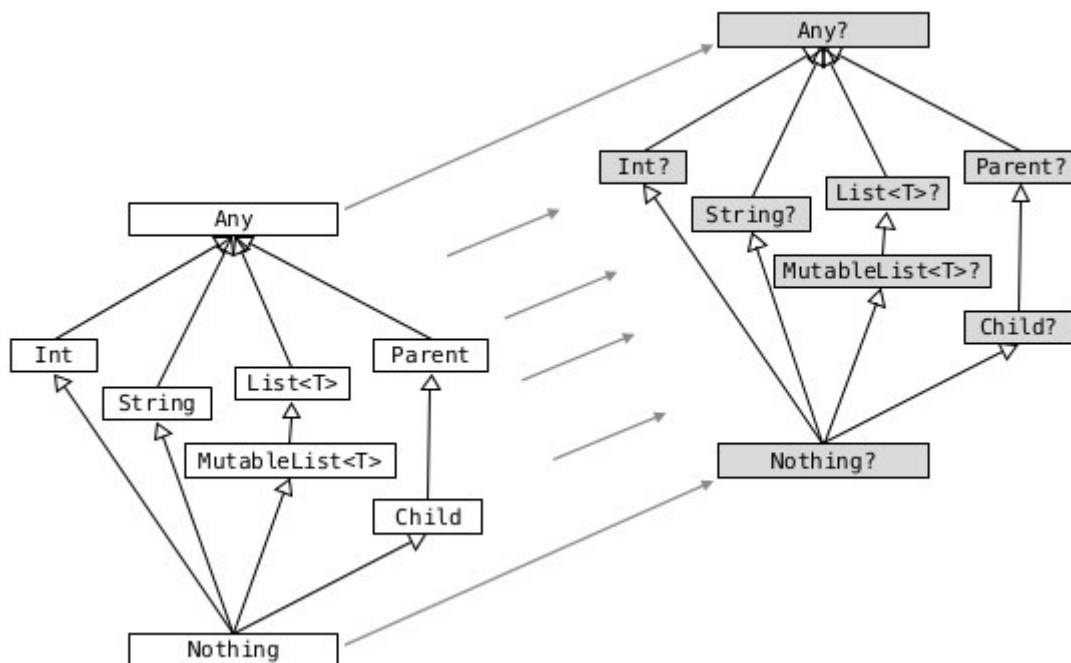 Any?
Int?
Parent?
List<T>?
String?
MutableList<T>?
Child?
Nothing?
Any
Int
Parent
List<T>
String
MutableList<T>
Child
Nothing